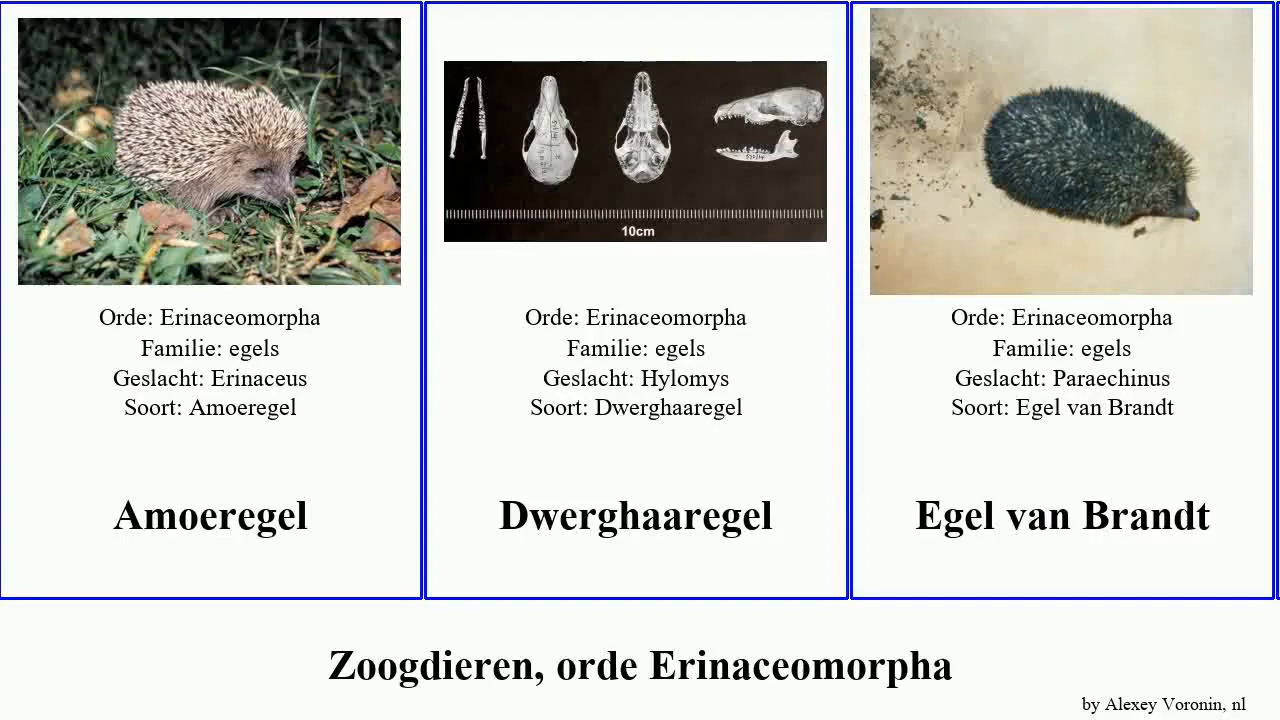 10cm
Orde: Erinaceomorpha
Familie: egels
Geslacht: Erinaceus
Soort: Amoeregel
Amoeregel
Orde: Erinaceomorpha
Familie: egels
Geslacht: Hylomys
Soort: Dwerghaaregel
Dwerghaaregel
Orde: Erinaceomorpha
Familie: egels
Geslacht: Paraechinus
Soort: Egel van Brandt
Egel van Brandt
Zoogdieren, orde Erinaceomorpha
by Alexey Voronin, nl